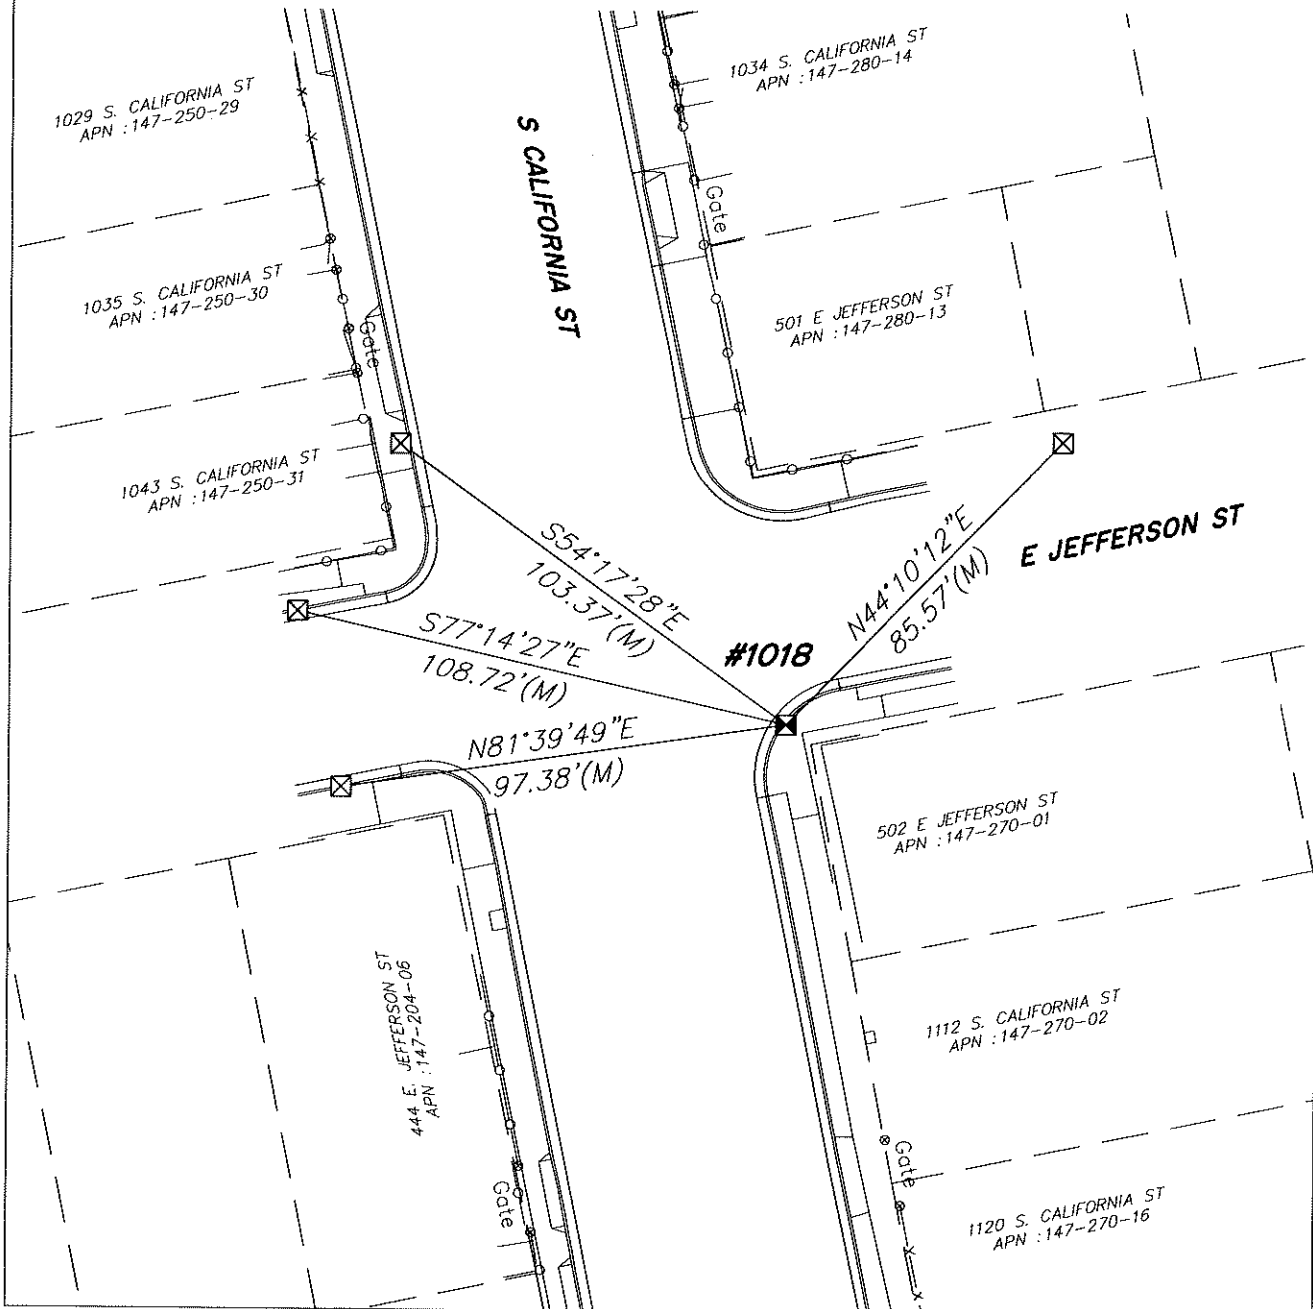 1029 S. CALIFORNIA ST
APN :147-250-29
1034 S. CALIFORNIA ST
APN :147-280-14
S CALIFORNIA ST
Gate
1035 S. CALIFORNIA ST
APN :147-250-30
Gate
501 E JEFFERSON ST
APN :147-280-13
1043 S. CALIFORNIA ST
APN :147-250-31
E JEFFERSON ST
S54°17'28"E
103.37'(M)
N44°10'12"E
85.57'(M)
S77°14'27"E
108.72'(M)
#1018
N81°39'49"E
97.38'(M)
502 E JEFFERSON ST
APN :147-270-01
444 E. JEFFERSON ST
APN :147-204-06
1112 S. CALIFORNIA ST
APN :147-270-02
Gate
Gate
1120 S. CALIFORNIA ST
APN :147-270-16